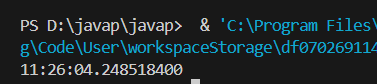 PS D:\javap\javap>  & 'C:\Program Files\
g\Code\User\workspaceStorage\df070269114
11:26:04.248518400